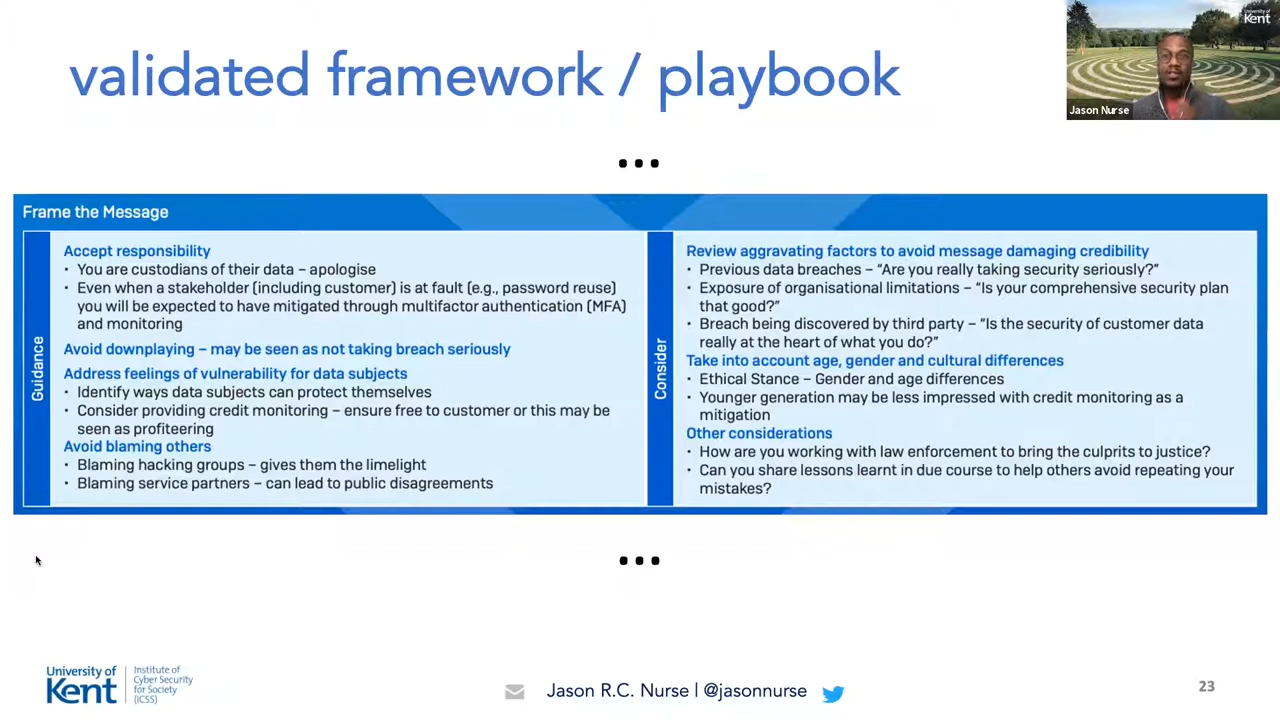 validated framework / playbook
University of
Kent
Jason Nurse
...
Frame the Message
Guidance
Accept responsibility
• You are custodians of their data – apologise
• Even when a stakeholder (including customer) is at fault (e.g., password reuse)
you will be expected to have mitigated through multifactor authentication (MFA)
and monitoring
Avoid downplaying – may be seen as not taking breach seriously
Address feelings of vulnerability for data subjects
• Identify ways data subjects can protect themselves
• Consider providing credit monitoring – ensure free to customer or this may be
seen as profiteering
Avoid blaming others
• Blaming hacking groups – gives them the limelight
• Blaming service partners – can lead to public disagreements
Consider
Review aggravating factors to avoid message damaging credibility
• Previous data breaches – “Are you really taking security seriously?”
• Exposure of organisational limitations – “Is your comprehensive security plan
that good?”
• Breach being discovered by third party – “Is the security of customer data
really at the heart of what you do?”
Take into account age, gender and cultural differences
• Ethical Stance – Gender and age differences
• Younger generation may be less impressed with credit monitoring as a
mitigation
Other considerations
• How are you working with law enforcement to bring the culprits to justice?
• Can you share lessons learnt in due course to help others avoid repeating your
mistakes?
...
University of
Kent
Institute of
Cyber Security
for Society
(iCSS)
Jason R.C. Nurse | @jasonnurse
23